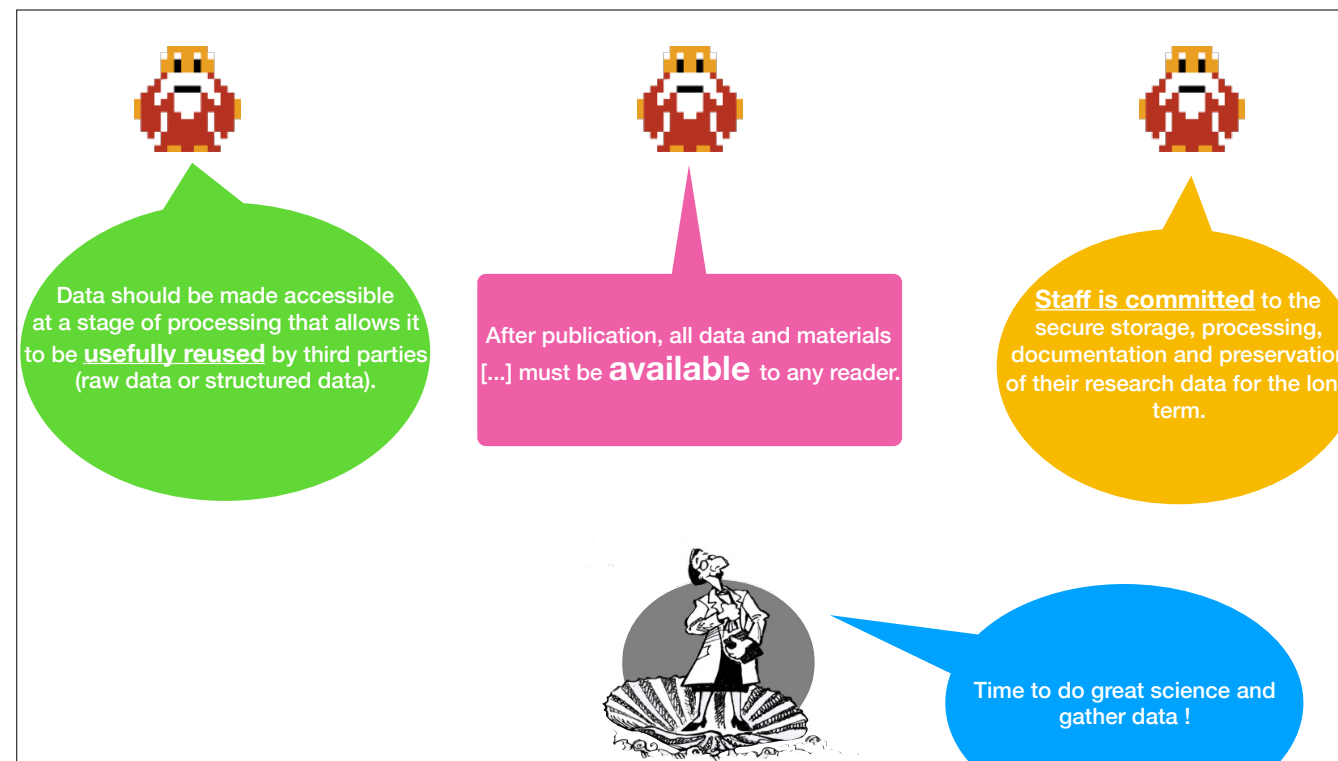 Data should be made accessible
at a stage of processing that allows it
to be usefully reused by third parties
(raw data or structured data).
After publication, all data and materials
[...] must be available to any reader.
Staff is committed to the
secure storage, processing,
documentation and preservation
of their research data for the lon
term.
Time to do great science and
gather data !